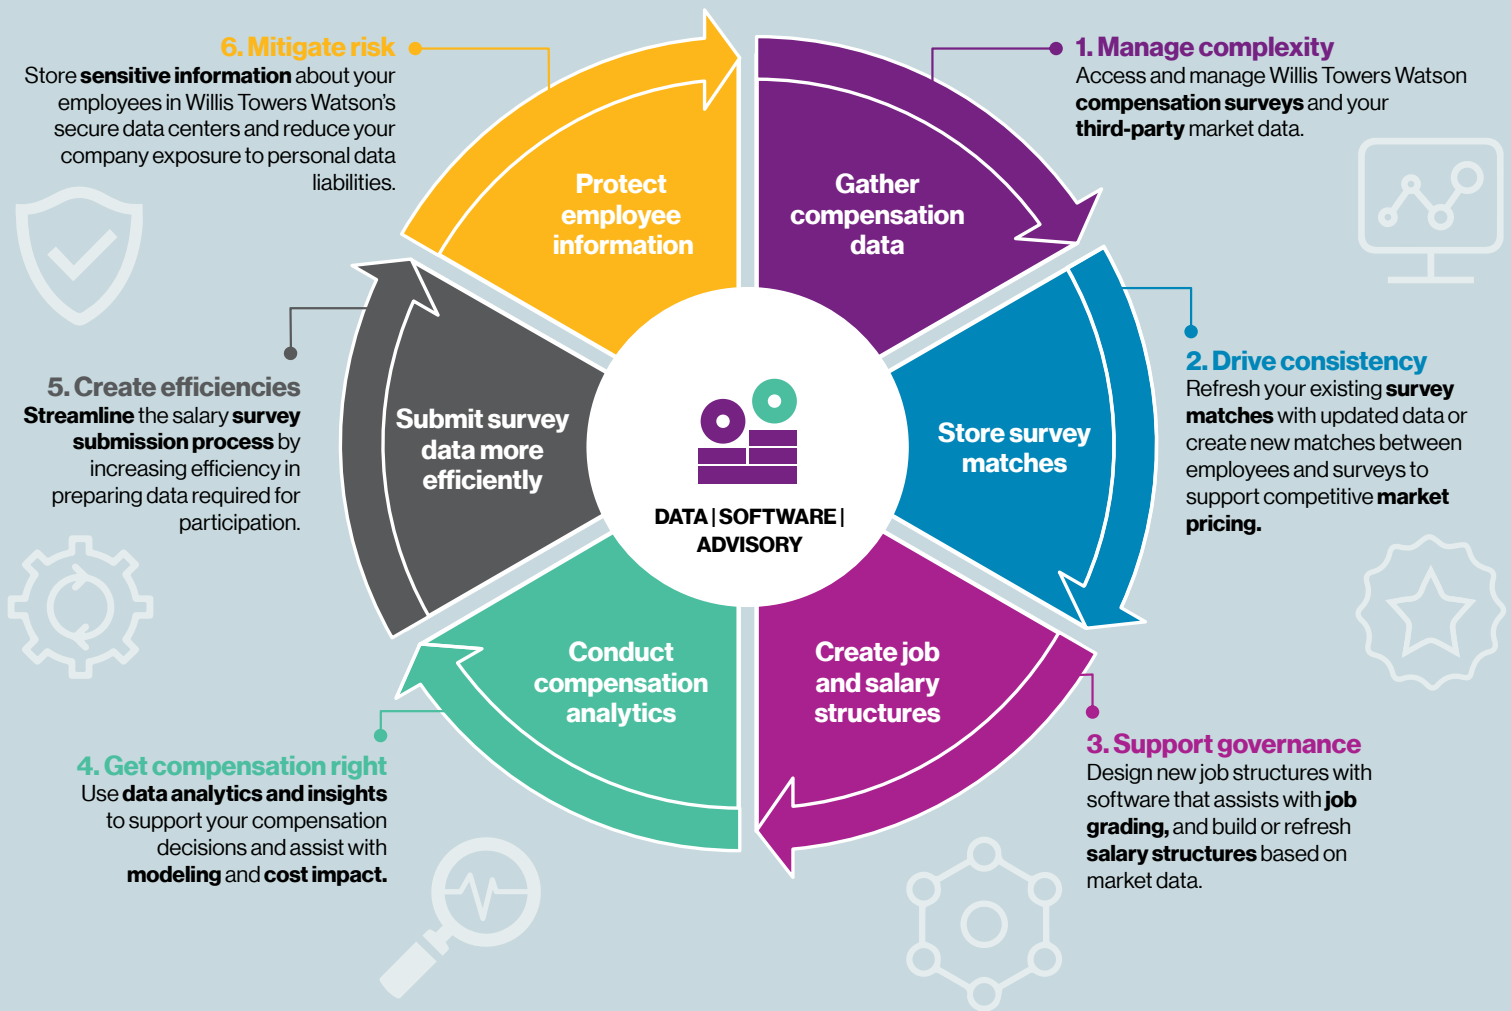 6. Mitigate risk
Store sensitive information about your
employees in Willis Towers Watson's
secure data centers and reduce your
company exposure to personal data
liabilities.
1. Manage complexity
Access and manage Willis Towers Watson
compensation surveys and your
third-party market data.
Protect
employee
information
Gather
compensation
data
5. Create efficiencies
Streamline the salary survey
submission process by
increasing efficiency in
preparing data required for
participation.
Submit survey
data more
efficiently
Store survey
matches
2. Drive consistency
Refresh your existing survey
matches with updated data or
create new matches between
employees and surveys to
support competitive market
pricing.
DATA | SOFTWARE |
ADVISORY
Conduct
compensation
analytics
Create job
and salary
structures
4. Get compensation right
Use data analytics and insights
to support your compensation
decisions and assist with
modeling and cost impact.
3. Support governance
Design new job structures with
software that assists with job
grading, and build or refresh
salary structures based on
market data.